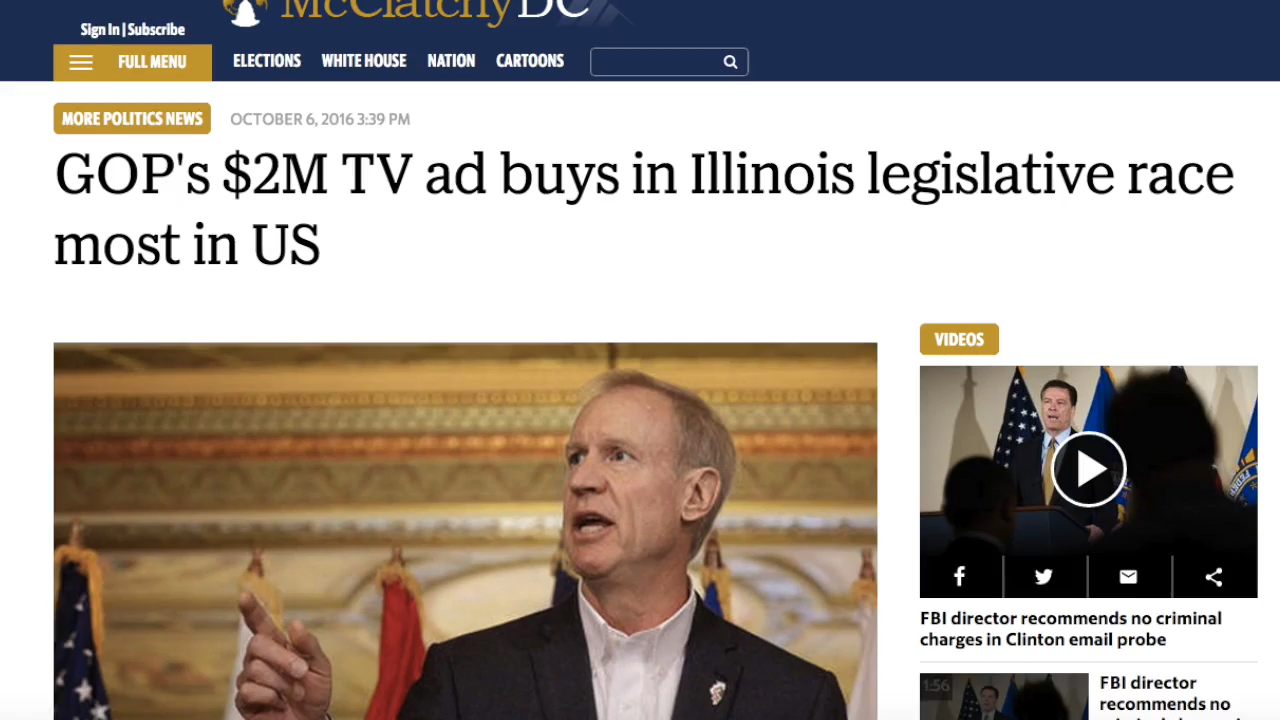 McClatchyDC
Sign In | Subscribe
FULL MENU
ELECTIONS
WHITE HOUSE
NATION
CARTOONS
MORE POLITICS NEWS
OCTOBER 6, 2016 3:39 PM
GOP's $2M TV ad buys in Illinois legislative race
most in US
VIDEOS
FBI director recommends no criminal
charges in Clinton email probe
1:56
FBI director
recommends no